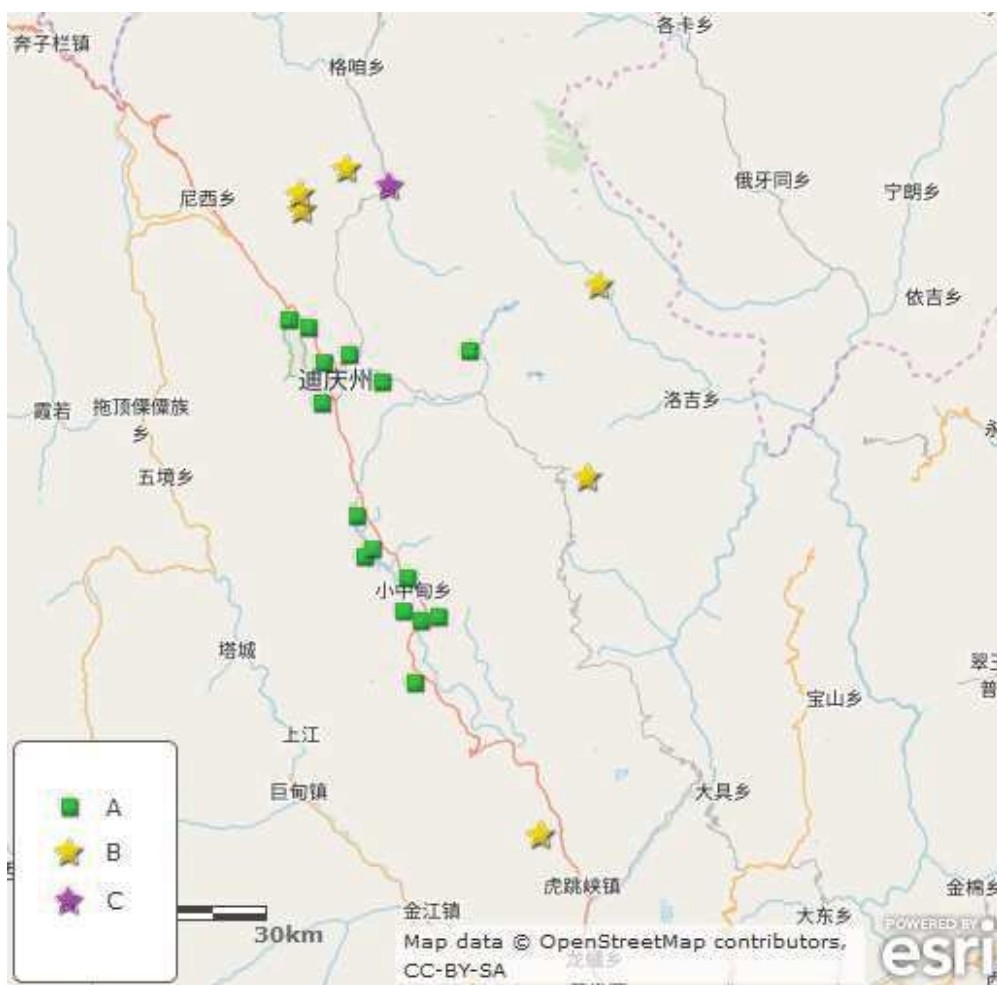 各卡乡
奔子栏镇
格咱乡
俄牙同乡
宁朗乡
尼西乡
依吉乡
迪庆州
洛吉乡
霞若
拖顶傈僳族
乡
五境乡
小中甸乡
塔城
宝山乡
上江
巨甸镇
大具乡
A
B
C
虎跳峡镇
金棉乡
金江镇
大东乡
30km
Map data © OpenStreetMap contributors,
CC-BY-SA
POWERED BY
esri